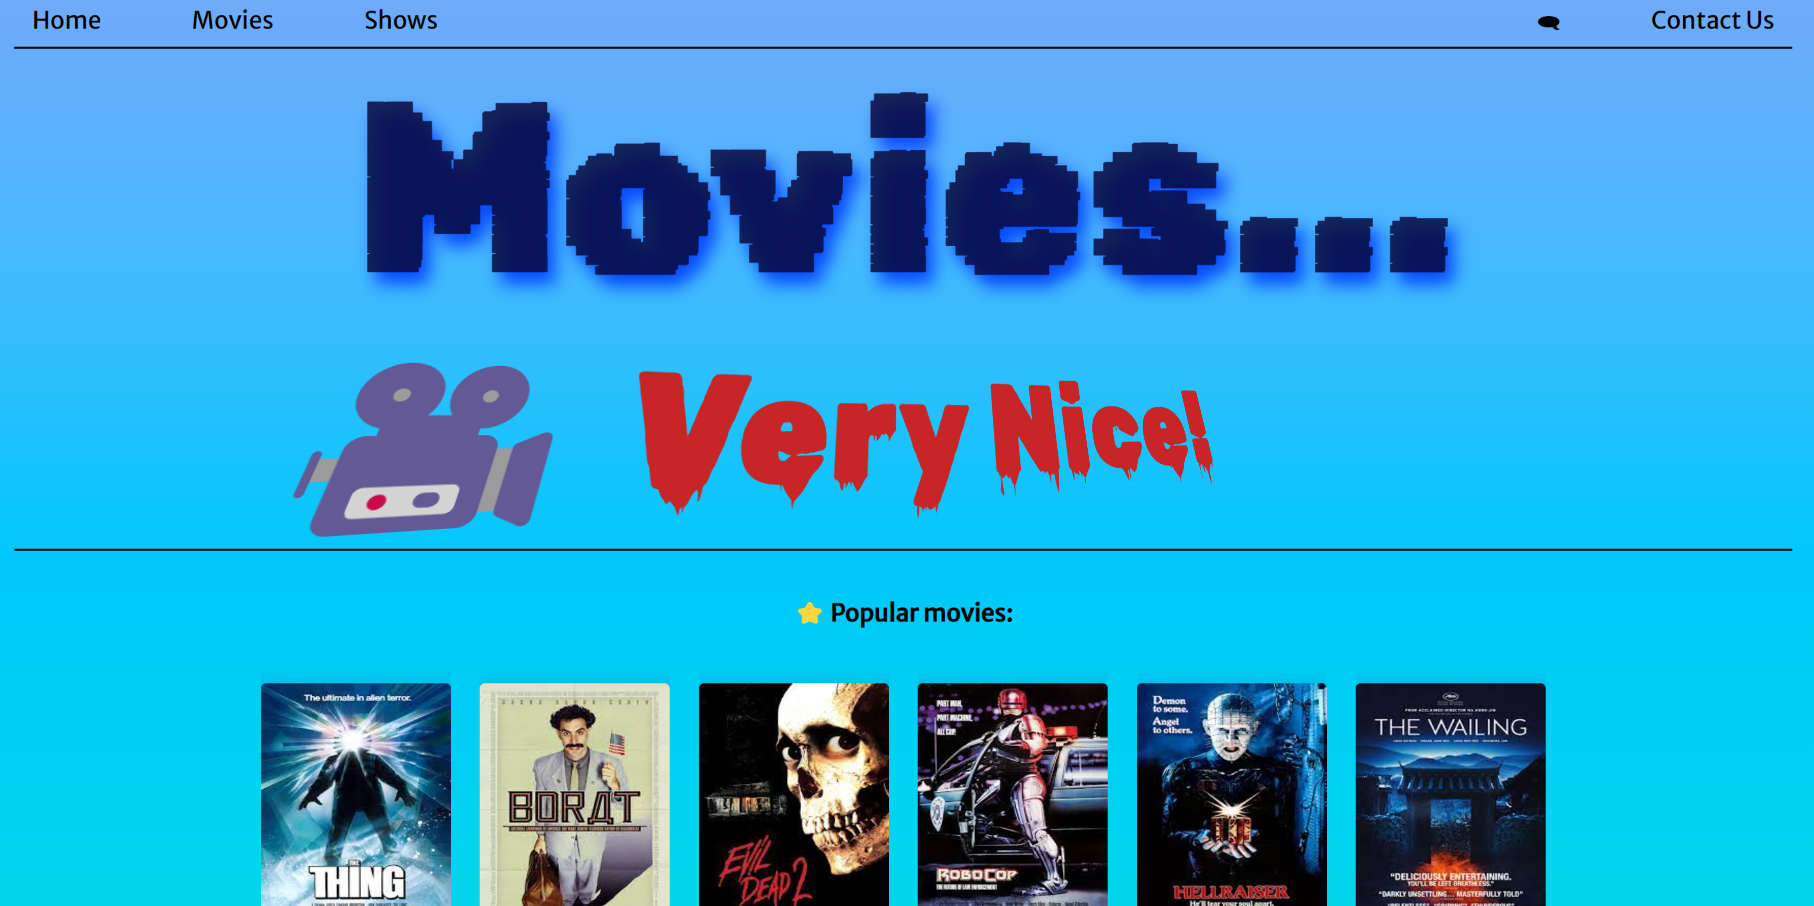 Home Movies Shows Contact Us
Movies...
Very Nice!
Popular movies:
The ultimate in alien terror.
THE THING
SACHA BARON COHEN
BORAT
EVIL DEAD 2
PART MAN.
PART MACHINE.
ALL COP.
ROBOCOP
THE FUTURE OF LAW ENFORCEMENT
Demon
to some.
Angel
to others.
HELLRAISER
He'll tear your soul apart.
THE WAILING
"DELICIOUSLY ENTERTAINING.
YOU'LL BE LEFT BREATHLESS."
"DARKLY UNSETTLING... MASTERFULLY TOLD"